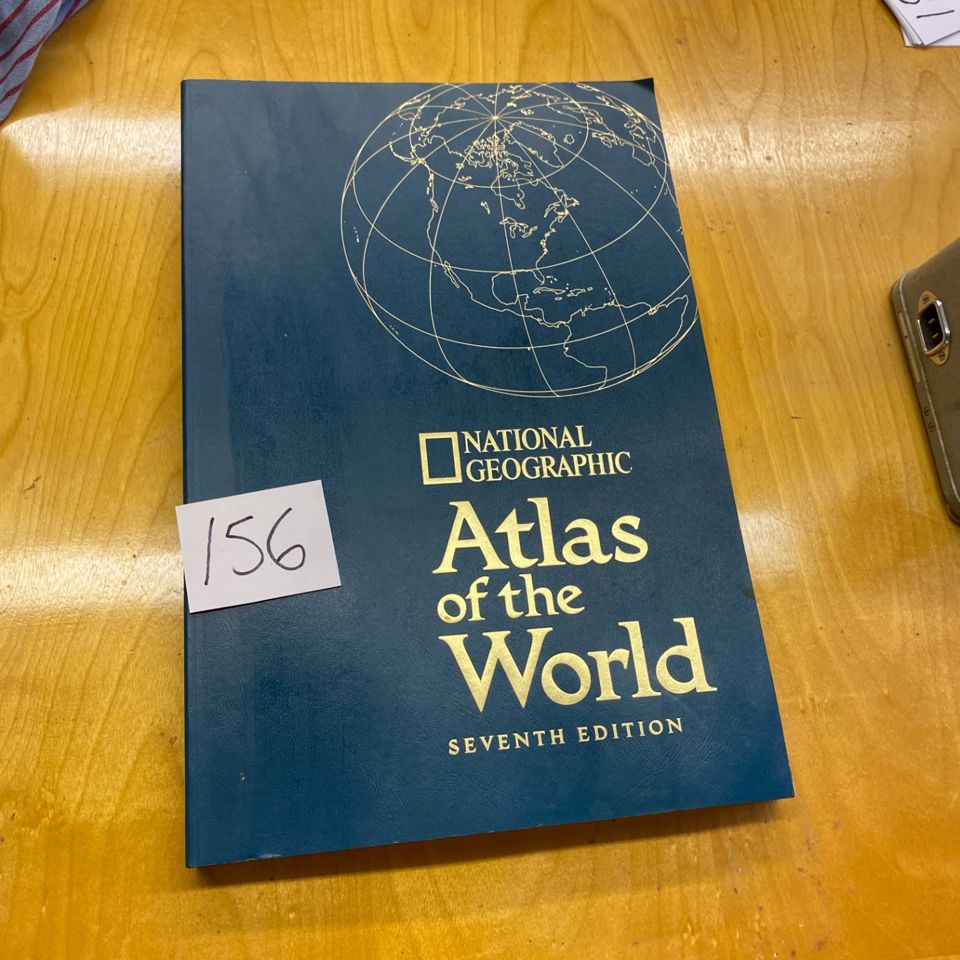 NATIONAL
GEOGRAPHIC
Atlas
of the
World
SEVENTH EDITION
156